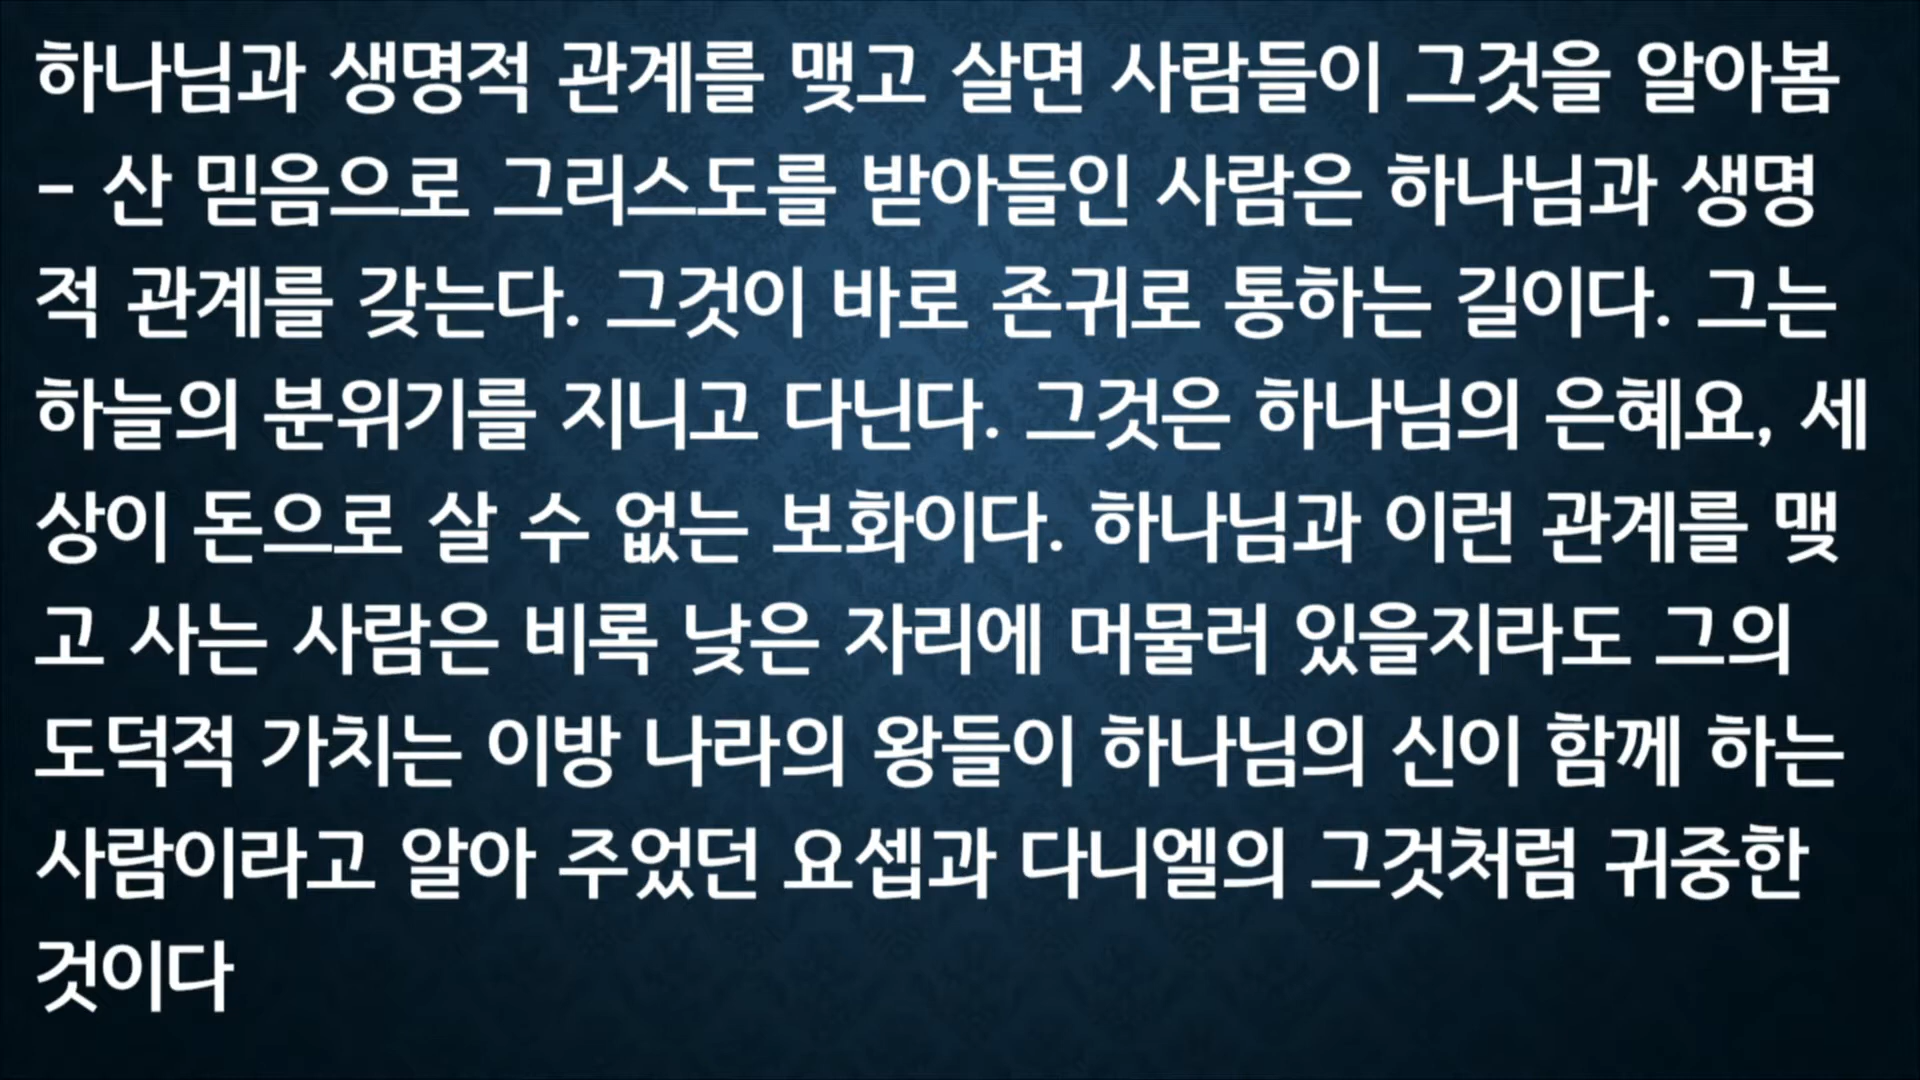 하나님과 생명적 관계를 맺고 살면 사람들이 그것을 알아봄
- 산 믿음으로 그리스도를 받아들인 사람은 하나님과 생명
적 관계를 갖는다. 그것이 바로 존귀로 통하는 길이다. 그는
하늘의 분위기를 지니고 다닌다. 그것은 하나님의 은혜요, 세
상이 돈으로 살 수 없는 보화이다. 하나님과 이런 관계를 맺
고 사는 사람은 비록 낮은 자리에 머물러 있을지라도 그의
도덕적 가치는 이방 나라의 왕들이 하나님의 신이 함께 하는
사람이라고 알아 주었던 요셉과 다니엘의 그것처럼 귀중한
것이다